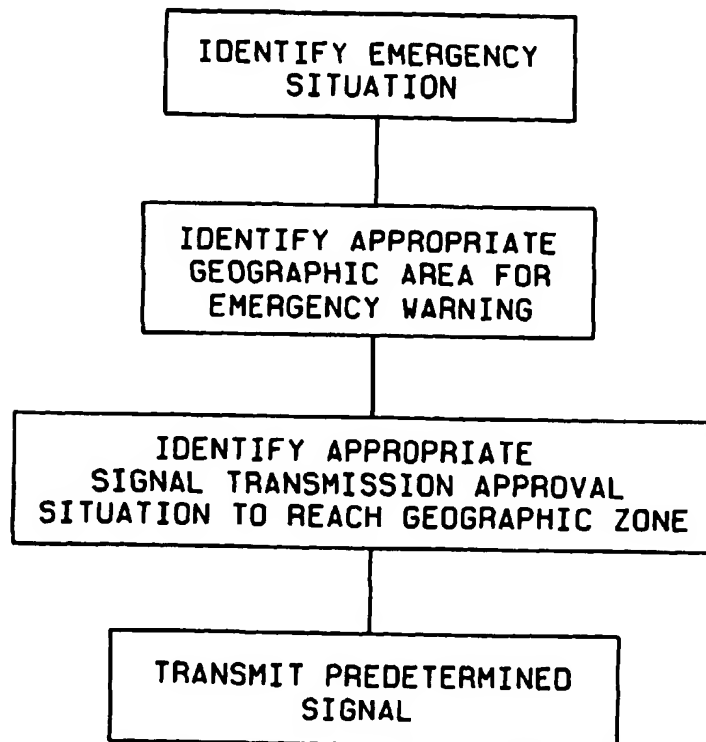 IDENTIFY EMERGENCY
SITUATION
IDENTIFY APPROPRIATE
GEOGRAPHIC AREA FOR
EMERGENCY WARNING
IDENTIFY APPROPRIATE
SIGNAL TRANSMISSION APPROVAL
SITUATION TO REACH GEOGRAPHIC ZONE
TRANSMIT PREDETERMINED
SIGNAL